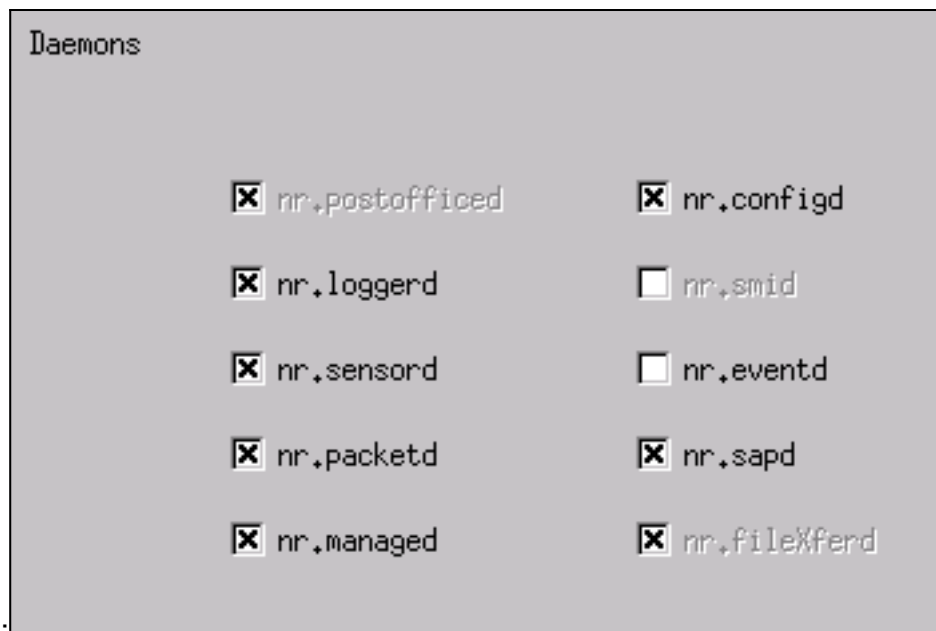 Daemons
nr.postofficed nr.configd
nr.loggerd nr.smid
nr.sensord nr.eventd
nr.packetd nr.sapd
nr.managed nr.fileXferd
.